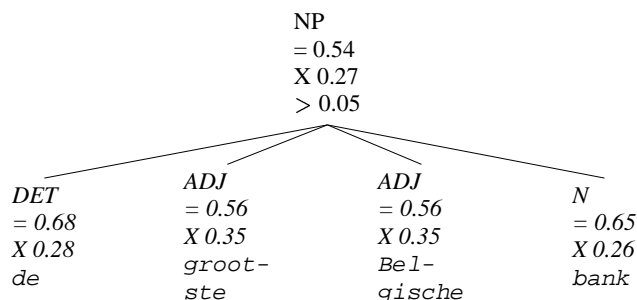 NP
= 0.54
X 0.27
> 0.05
DET
= 0.68
X 0.28
de
ADJ
= 0.56
X 0.35
groot-
ste
ADJ
= 0.56
X 0.35
Bel-
gische
N
= 0.65
X 0.26
bank